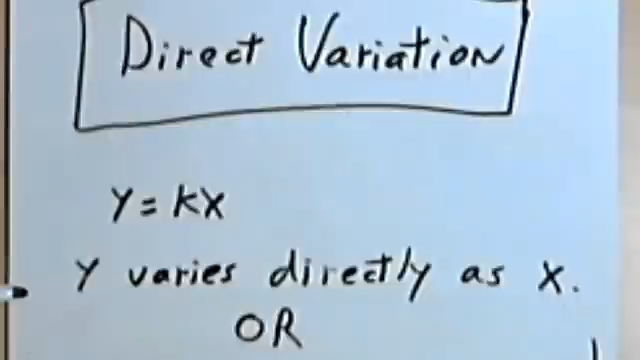 Direct Variation
Y = KX
Y varies directly as X.
OR